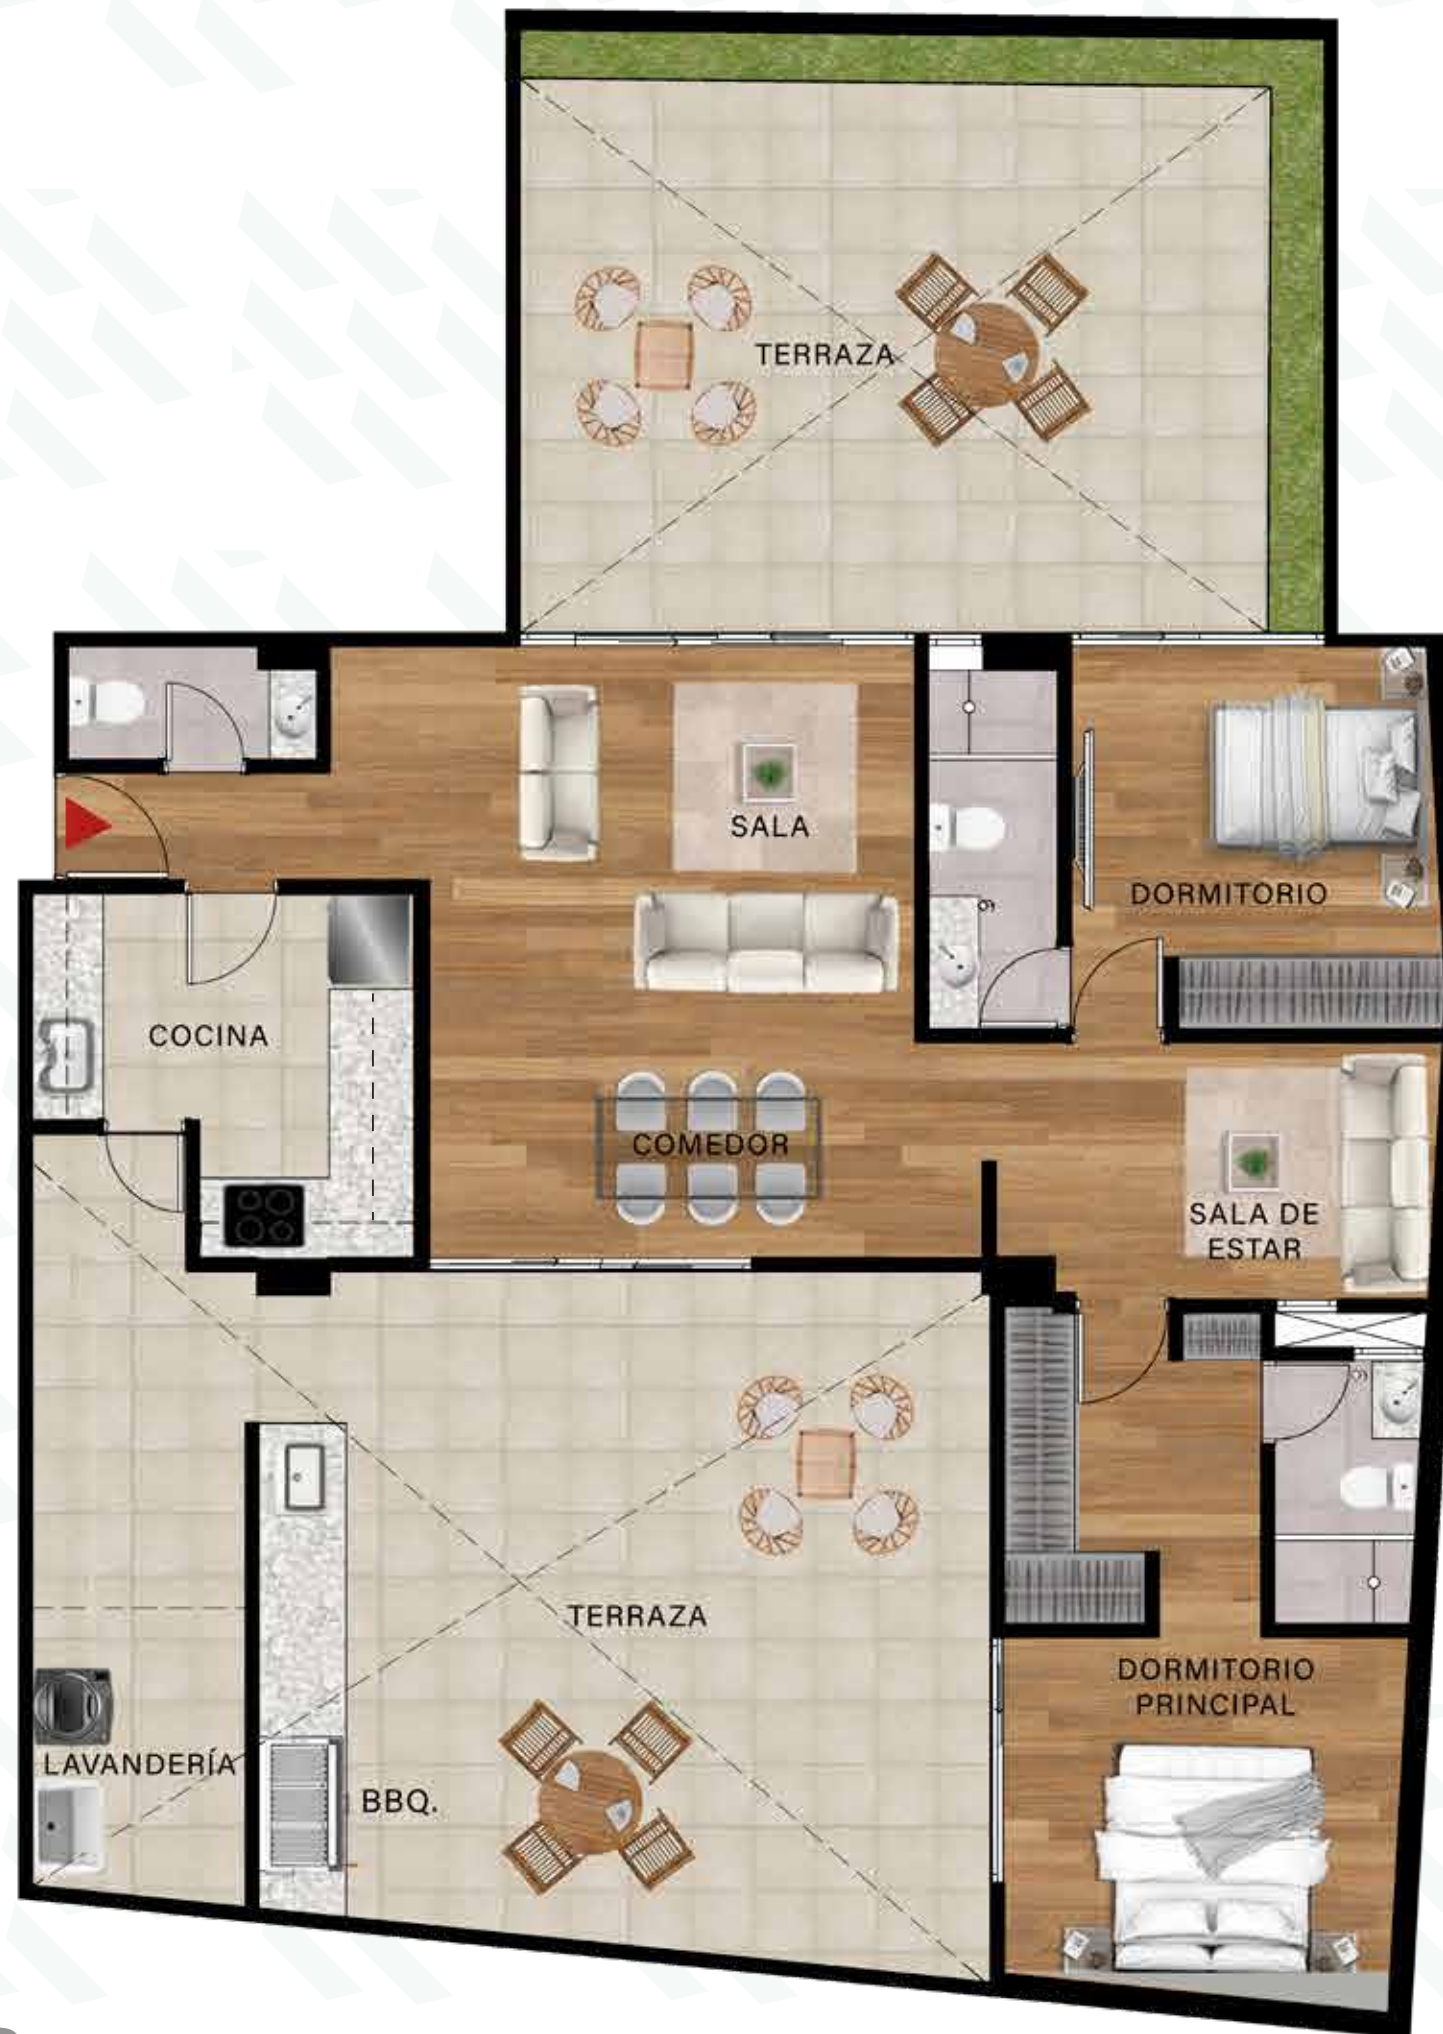 TERRAZA
SALA
DORMITORIO
COCINA
COMEDOR
SALA DE
ESTAR
TERRAZA
DORMITORIO
PRINCIPAL
LAVANDERÍA
BBQ.